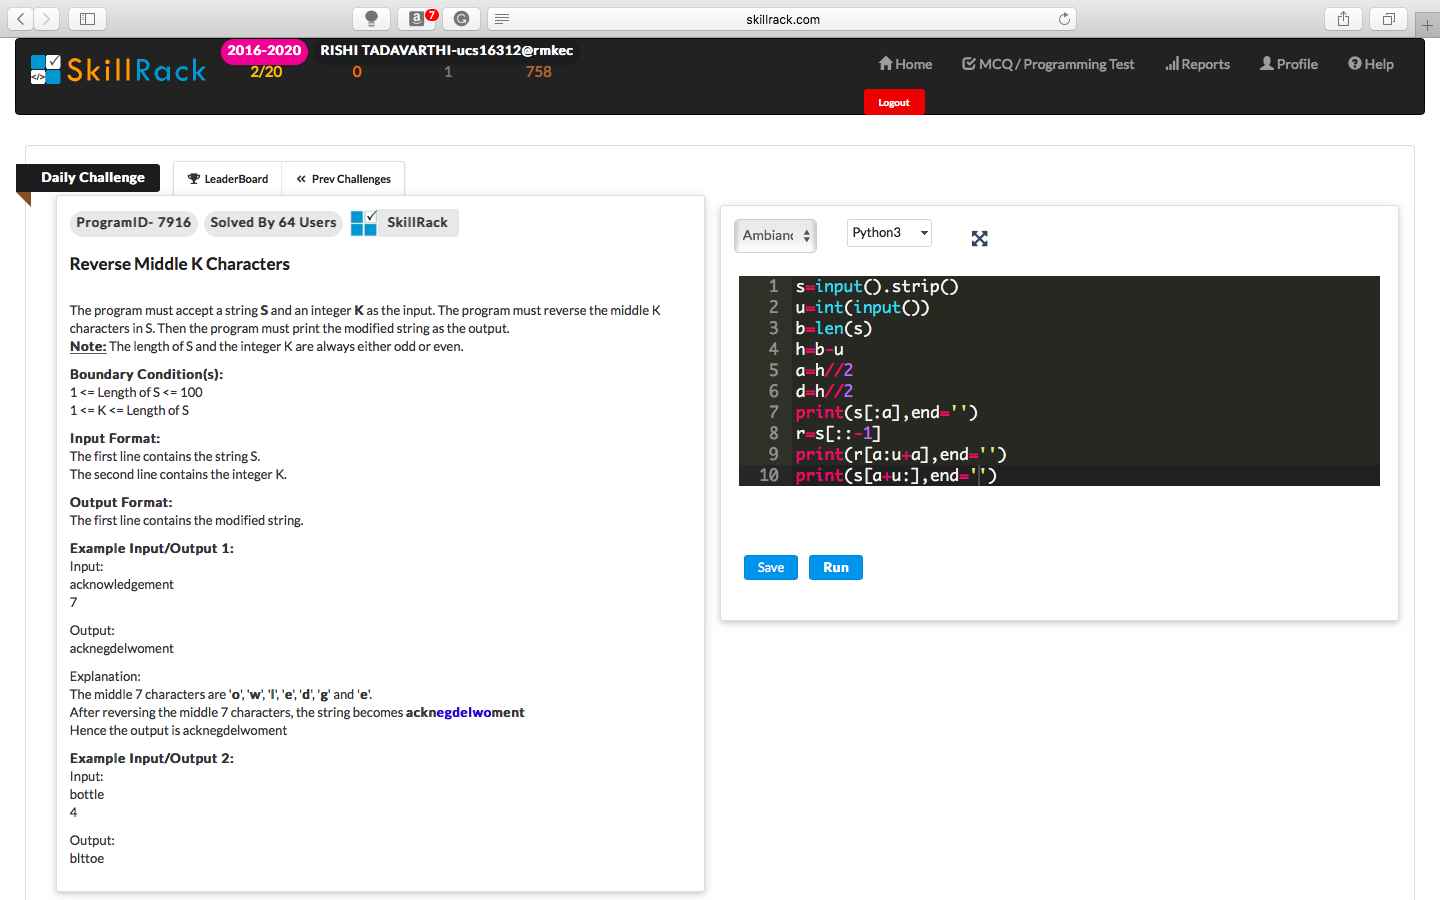 7
skillrack.com
SkillRack
2016-2020 RISHI TADAVARTHI-ucs16312@rmkec
2/20 0 1 758
Home MCQ / Programming Test Reports Profile Help
Logout
Daily Challenge
LeaderBoard
Prev Challenges
ProgramID- 7916 Solved By 64 Users SkillRack
Reverse Middle K Characters
The program must accept a string S and an integer K as the input. The program must reverse the middle K
characters in S. Then the program must print the modified string as the output.
Note: The length of S and the integer K are always either odd or even.
Boundary Condition(s):
1 <= Length of S <= 100
1 <= K <= Length of S
Input Format:
The first line contains the string S.
The second line contains the integer K.
Output Format:
The first line contains the modified string.
Example Input/Output 1:
Input:
acknowledgement
7
Output:
acknegdelwoment
Explanation:
The middle 7 characters are 'o', 'w', 'l', 'e', 'd', 'g' and 'e'.
After reversing the middle 7 characters, the string becomes acknegdelwoment
Hence the output is acknegdelwoment
Example Input/Output 2:
Input:
bottle
4
Output:
blttoe
Ambianc Python3
1 s=input().strip()
2 u=int(input())
3 b=len(s)
4 h=b-u
5 a=h//2
6 d=h//2
7 print(s[:a],end='')
8 r=s[::-1]
9 print(r[a:u+a],end='')
10 print(s[a+u:],end='')
Save Run